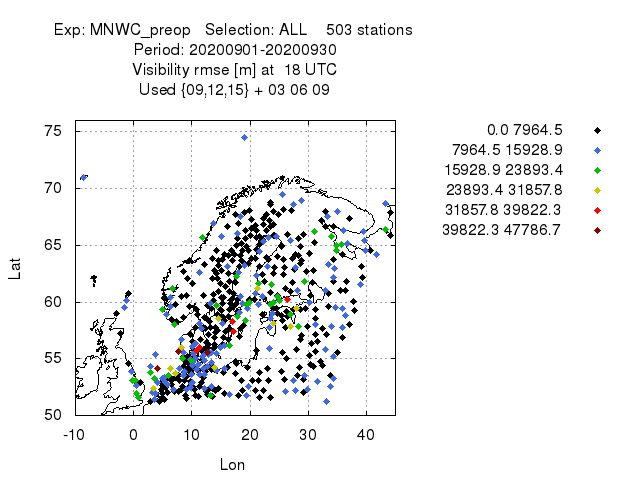 Exp: MNWC_preop Selection: ALL 503 stations
Period: 20200901-20200930
Visibility rmse [m] at 18 UTC
Used {09,12,15} + 03 06 09
0.0 7964.5
7964.5 15928.9
15928.9 23893.4
23893.4 31857.8
31857.8 39822.3
39822.3 47786.7
75
70
65
60
55
50
Lat
-10 0 10 20 30 40
Lon